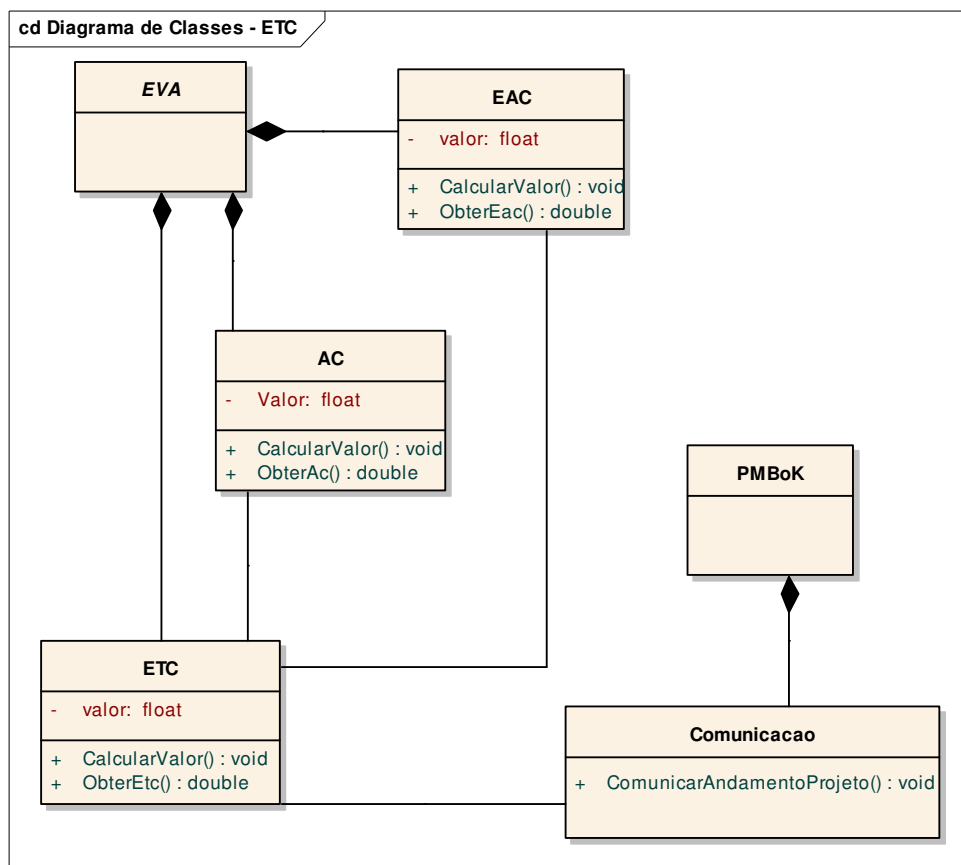 cd Diagrama de Classes - ETC
EVA
EAC
- valor: float
+ CalcularValor() : void
+ ObterEac() : double
AC
- Valor: float
+ CalcularValor() : void
+ ObterAc() : double
PMBoK
ETC
- valor: float
+ CalcularValor() : void
+ ObterEtc() : double
Comunicacao
+ ComunicarAndamentoProjeto() : void